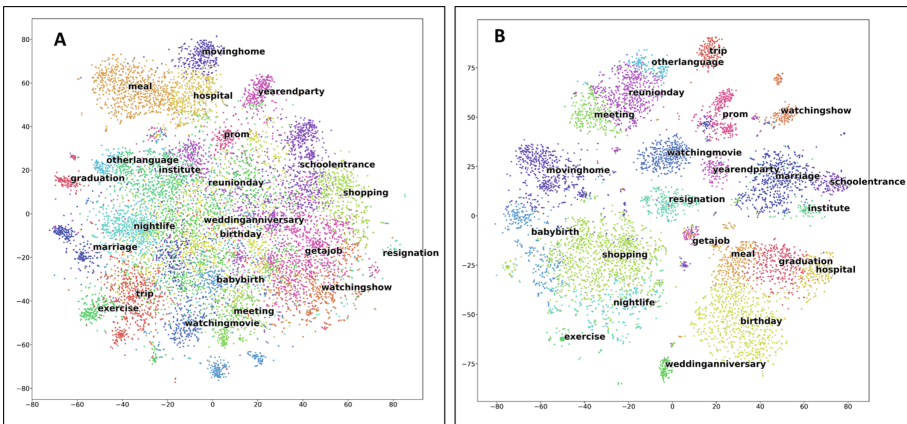 A
movinghome
meal
hospital
yearendparty
prom
otherlanguage
institute
schoolentrance
graduation
reunionday
shopping
nightlife
weddinganniversary
birthday
marriage
getajob
resignation
babybirth
trip
watchingshow
exercise
meeting
watchingmovie
80
60
40
20
0
−20
−40
−60
−80
−80 −60 −40 −20 0 20 40 60 80
B
trip
otherlanguage
reunionday
meeting
watchingshow
prom
watchingmovie
movinghome
yearendparty
marriage
schoolentrance
resignation
institute
babybirth
getajob
shopping
meal
graduation
hospital
nightlife
birthday
exercise
weddinganniversary
75
50
25
0
−25
−50
−75
−80 −60 −40 −20 0 20 40 60 80